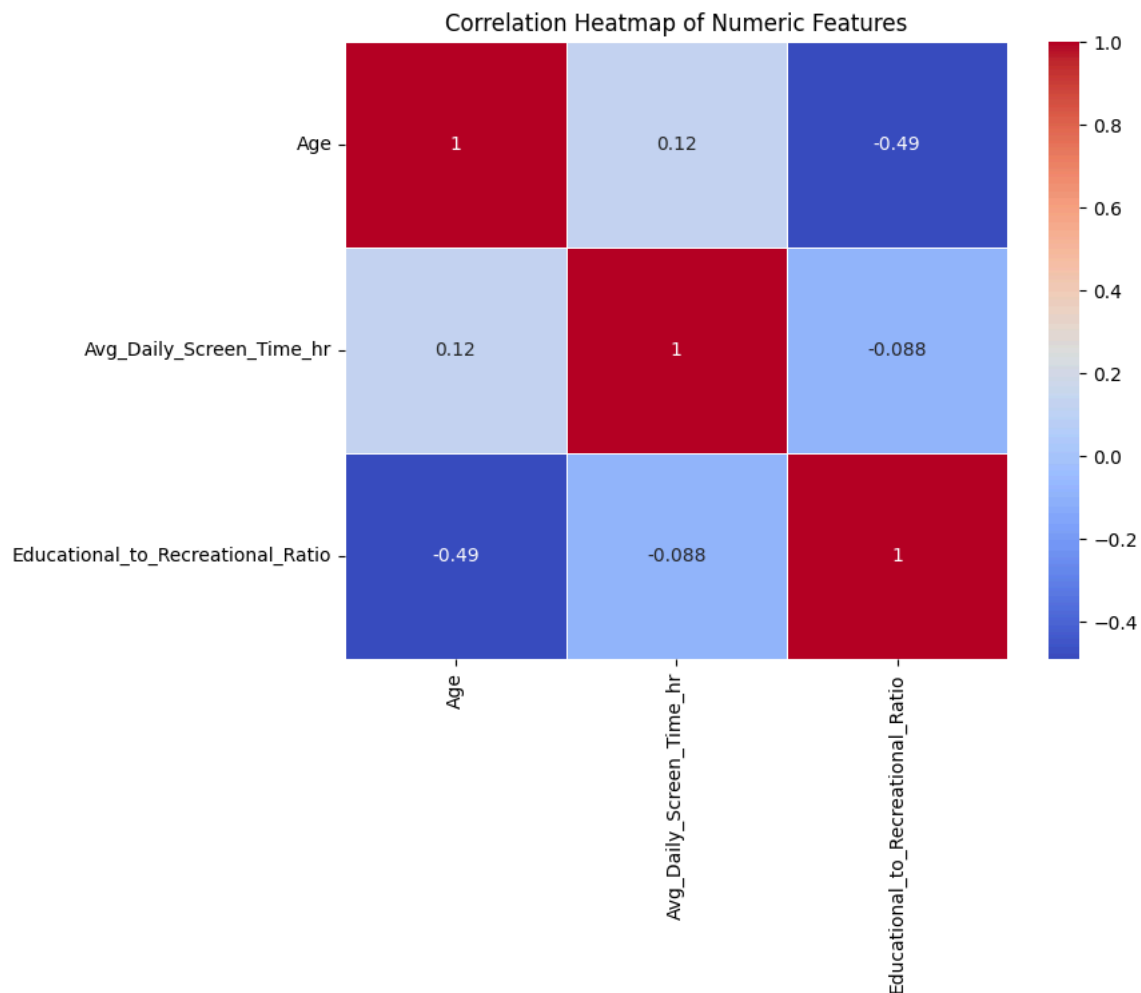 Correlation Heatmap of Numeric Features
Age
1
0.12
-0.49
Avg_Daily_Screen_Time_hr
0.12
1
-0.088
Educational_to_Recreational_Ratio
-0.49
-0.088
1
Age
Avg_Daily_Screen_Time_hr
Educational_to_Recreational_Ratio
1.0
0.8
0.6
0.4
0.2
0.0
−0.2
−0.4